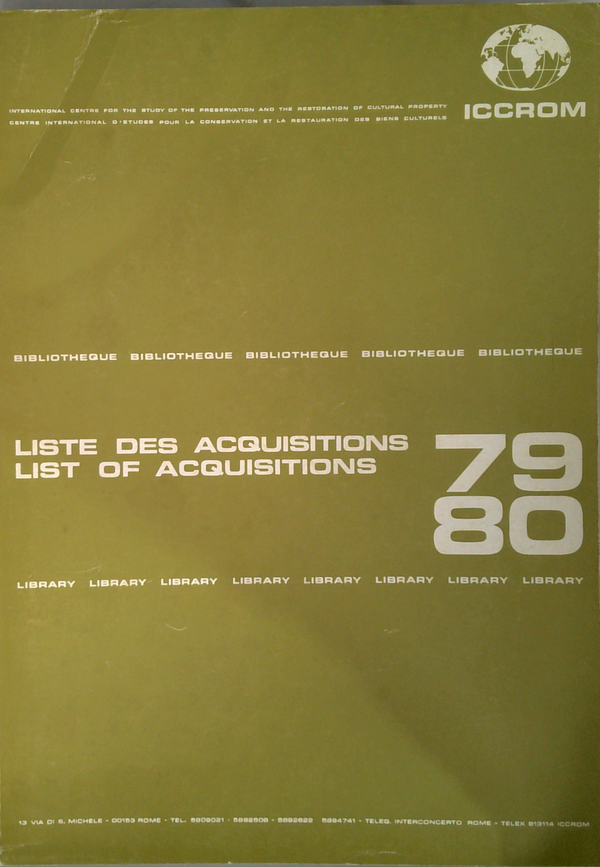 INTERNATIONAL CENTRE FOR THE STUDY OF THE PRESERVATION AND THE RESTORATION OF CULTURAL PROPERTY
CENTRE INTERNATIONAL D'ETUDES POUR LA CONSERVATION ET LA RESTAURATION DES BIENS CULTURELS
ICCROM
BIBLIOTHEQUE BIBLIOTHEQUE BIBLIOTHEQUE BIBLIOTHEQUE BIBLIOTHEQUE
LISTE DES ACQUISITIONS
LIST OF ACQUISITIONS
79
80
LIBRARY LIBRARY LIBRARY LIBRARY LIBRARY LIBRARY LIBRARY LIBRARY
13 VIA DI S. MICHELE - 00153 ROME - TEL. 5809021 - 5892506 - 5892622 5894741 - TELEG. INTERCONCERTO ROME - TELEX 613114 ICCROM